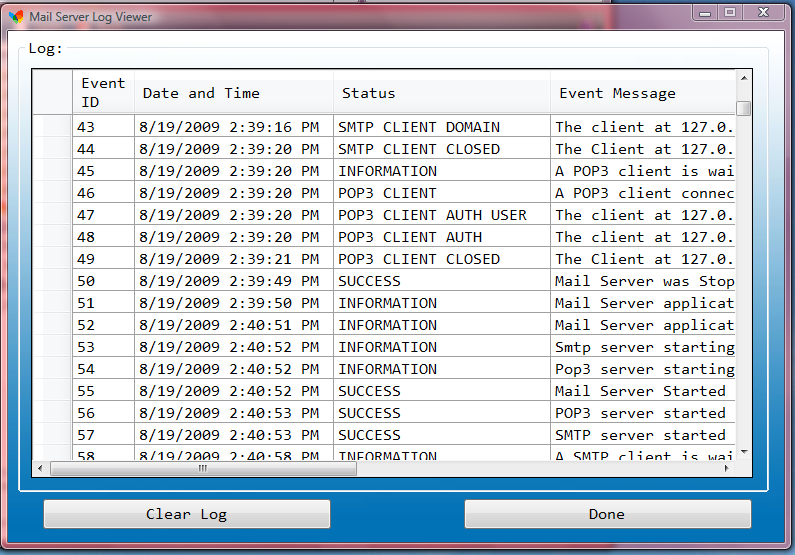 Mail Server Log Viewer
Log:
Event ID Date and Time Status Event Message
43 8/19/2009 2:39:16 PM SMTP CLIENT DOMAIN The client at 127.0.
44 8/19/2009 2:39:20 PM SMTP CLIENT CLOSED The Client at 127.0.
45 8/19/2009 2:39:20 PM INFORMATION A POP3 client is wai
46 8/19/2009 2:39:20 PM POP3 CLIENT A POP3 client connec
47 8/19/2009 2:39:20 PM POP3 CLIENT AUTH USER The client at 127.0.
48 8/19/2009 2:39:20 PM POP3 CLIENT AUTH The client at 127.0.
49 8/19/2009 2:39:21 PM POP3 CLIENT CLOSED The Client at 127.0.
50 8/19/2009 2:39:49 PM SUCCESS Mail Server was Stop
51 8/19/2009 2:39:50 PM INFORMATION Mail Server applicat
52 8/19/2009 2:40:51 PM INFORMATION Mail Server applicat
53 8/19/2009 2:40:52 PM INFORMATION Smtp server starting
54 8/19/2009 2:40:52 PM INFORMATION Pop3 server starting
55 8/19/2009 2:40:52 PM SUCCESS Mail Server Started
56 8/19/2009 2:40:53 PM SUCCESS POP3 server started
57 8/19/2009 2:40:53 PM SUCCESS SMTP server started
58 8/19/2009 2:40:58 PM INFORMATION A SMTP client is wai
Clear Log Done